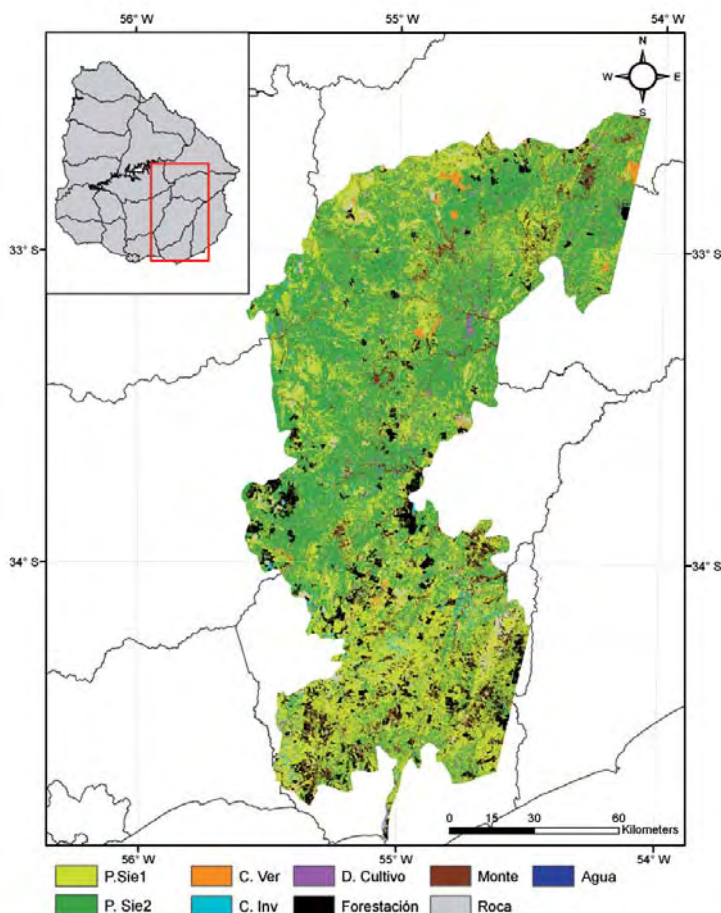 56° W 55° W 54° W
N
W E
S
33° S 33° S
34° S 34° S
0 15 30 60
Kilometers
56° W 55° W 54° W
P.Sie1 C. Ver D. Cultivo Monte Agua
P. Sie2 C. Inv Forestación Roca